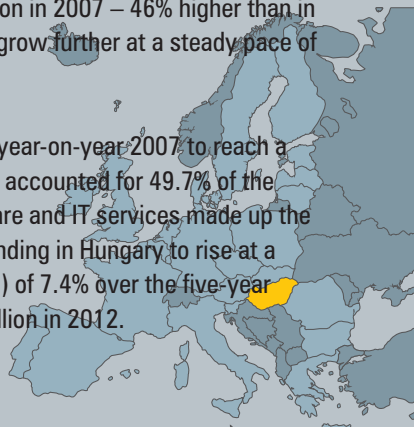 on in 2007 – 46% higher than in
grow further at a steady pace of
year-on-year 2007 to reach a
accounted for 49.7% of the
are and IT services made up the
nding in Hungary to rise at a
) of 7.4% over the five-year
llion in 2012.